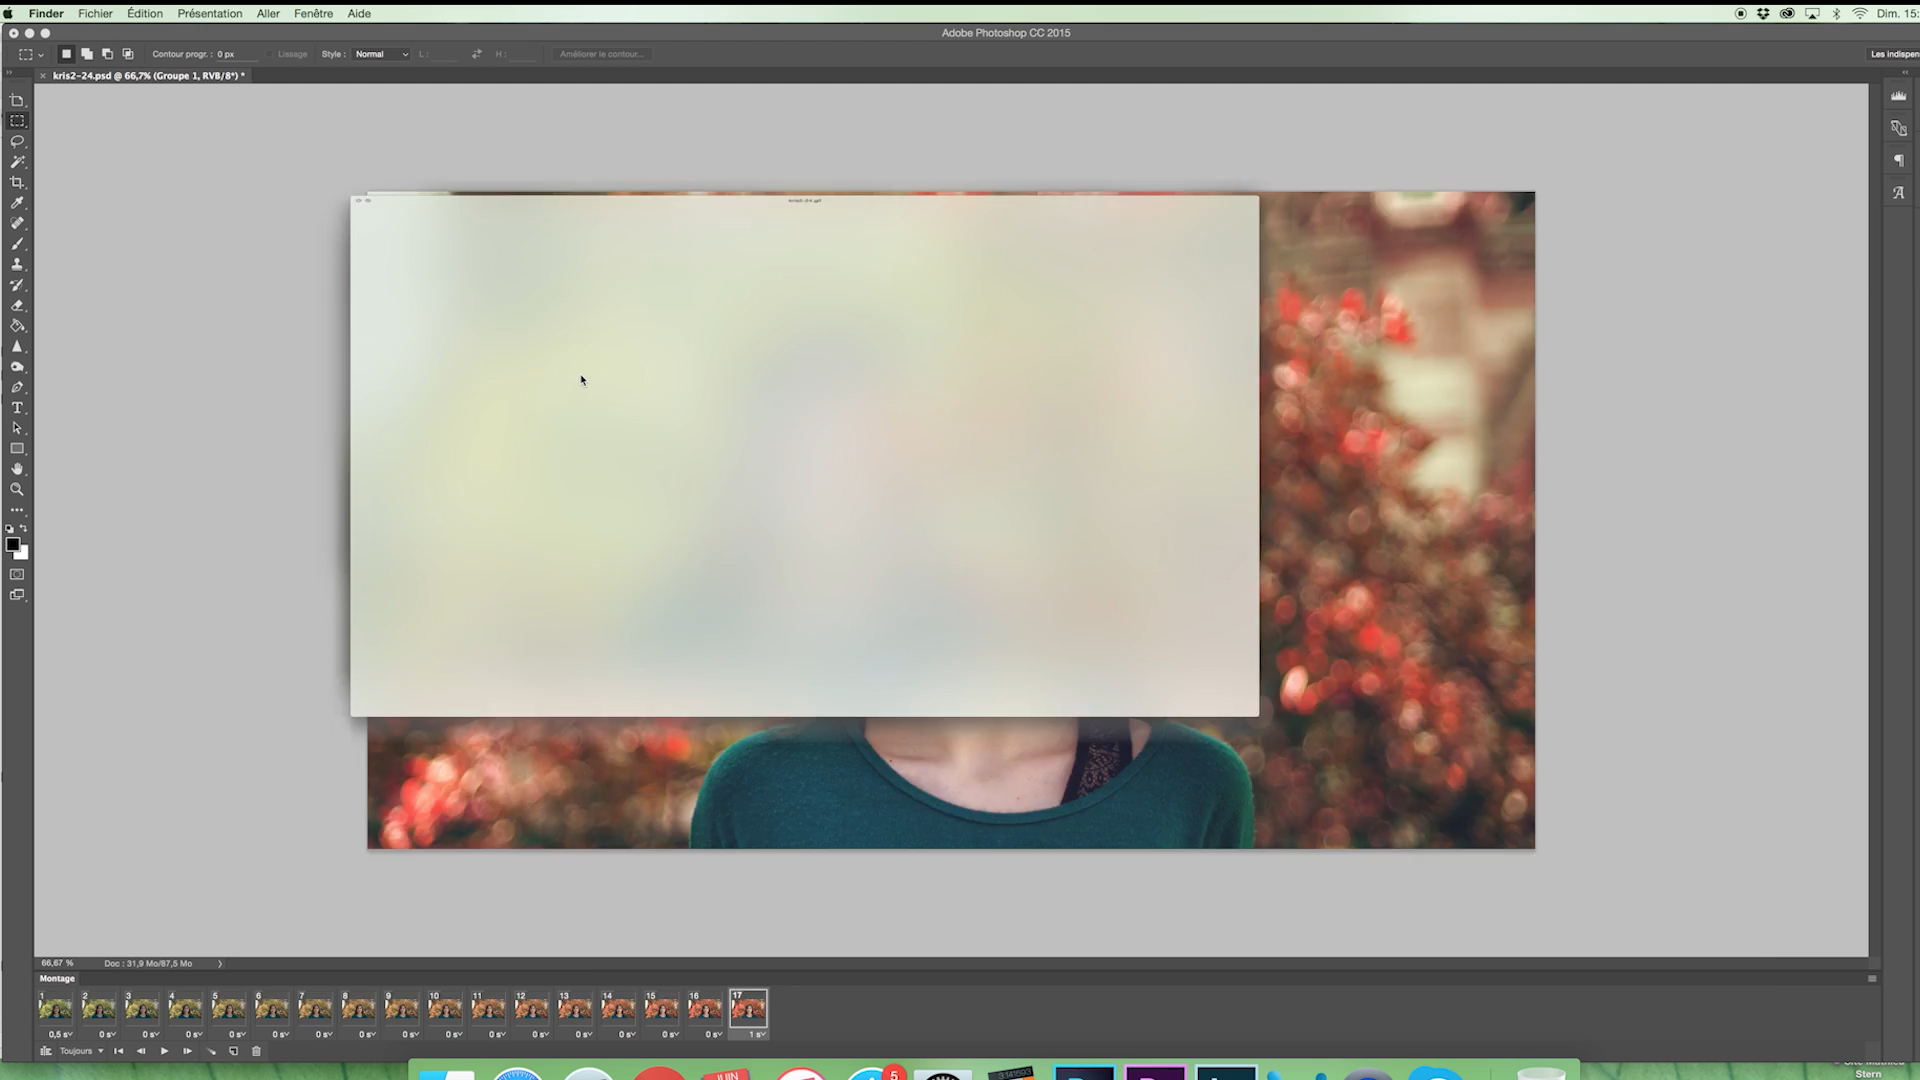 Finder Fichier Édition Présentation Aller Fenêtre Aide Dim. 15:
Adobe Photoshop CC 2015
Contour progr. : 0 px Lissage Style : Normal L : H : Améliorer le contour... Les indispen
× kris2-24.psd @ 66,7% (Groupe 1, RVB/8*) *
66,67 % Doc : 31,9 Mo/87,5 Mo
Montage
1 2 3 4 5 6 7 8 9 10 11 12 13 14 15 16 17
0,5 s 0 s 0 s 0 s 0 s 0 s 0 s 0 s 0 s 0 s 0 s 0 s 0 s 0 s 0 s 0 s 1 s
Toujours
JUIN
5
Stern